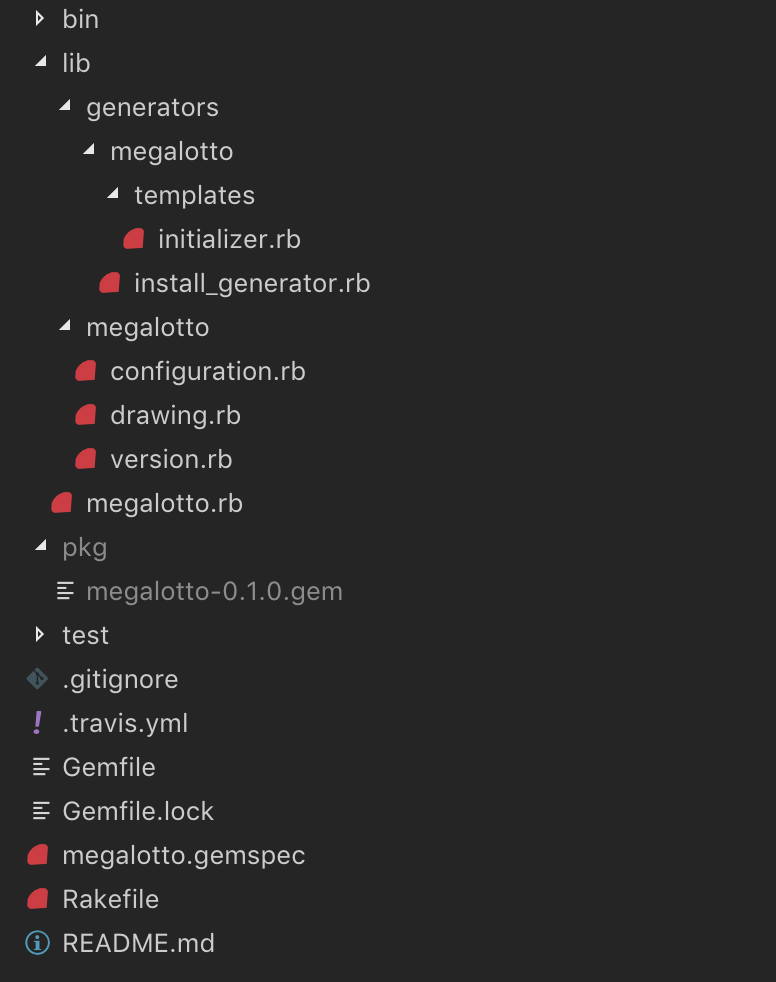 bin
lib
generators
megalotto
templates
initializer.rb
install_generator.rb
megalotto
configuration.rb
drawing.rb
version.rb
megalotto.rb
pkg
megalotto-0.1.0.gem
test
.gitignore
.travis.yml
Gemfile
Gemfile.lock
megalotto.gemspec
Rakefile
README.md